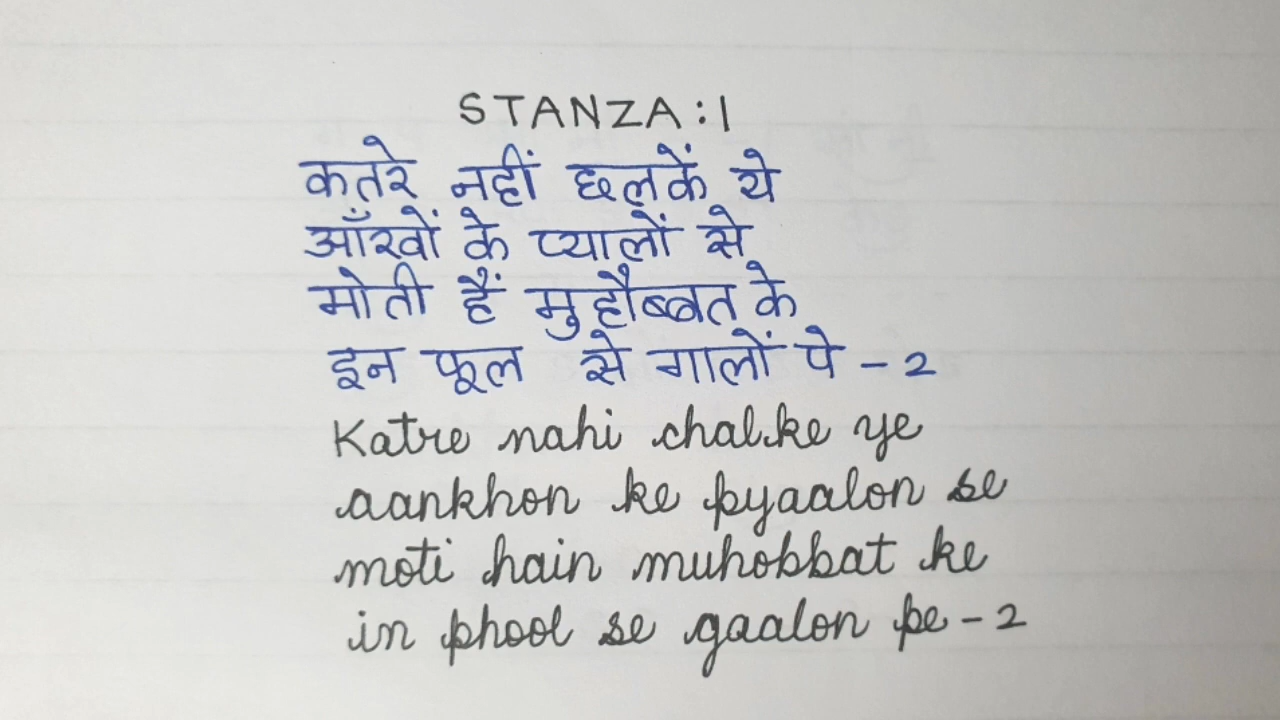 STANZA:1
कतरे नहीं छलकें ये
आँखों के प्यालों से
मोती हैं मुहौब्बत के
इन फूल से गालों पे - 2
Katre nahi chalke ye
aankhon ke pyaalon se
moti hain muhobbat ke
in phool se gaalon pe - 2